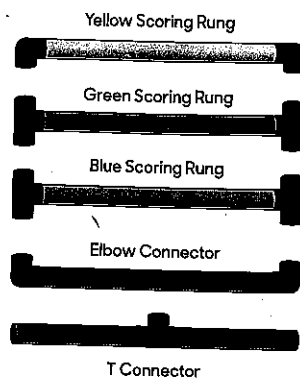 Yellow Scoring Rung
Green Scoring Rung
Blue Scoring Rung
Elbow Connector
T Connector